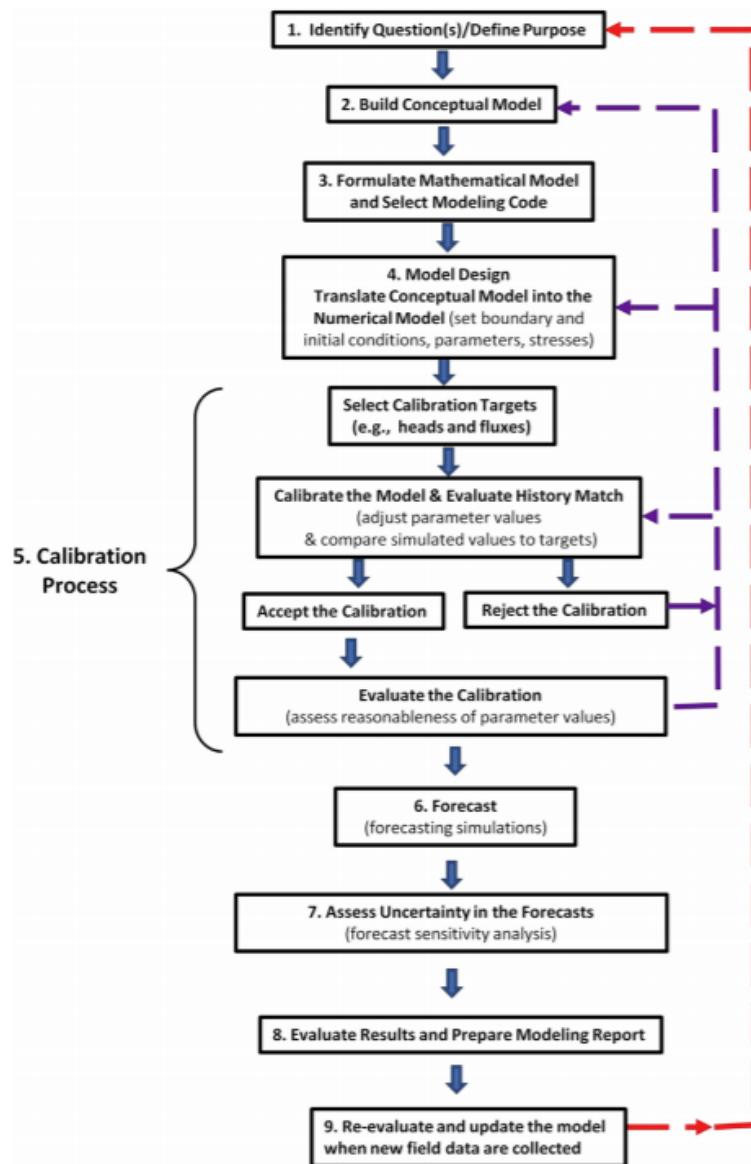 1. Identify Question(s)/Define Purpose
2. Build Conceptual Model
3. Formulate Mathematical Model
and Select Modeling Code
4. Model Design
Translate Conceptual Model into the
Numerical Model (set boundary and
initial conditions, parameters, stresses)
Select Calibration Targets
(e.g., heads and fluxes)
Calibrate the Model & Evaluate History Match
(adjust parameter values
& compare simulated values to targets)
5. Calibration
Process
Accept the Calibration
Reject the Calibration
Evaluate the Calibration
(assess reasonableness of parameter values)
6. Forecast
(forecasting simulations)
7. Assess Uncertainty in the Forecasts
(forecast sensitivity analysis)
8. Evaluate Results and Prepare Modeling Report
9. Re-evaluate and update the model
when new field data are collected